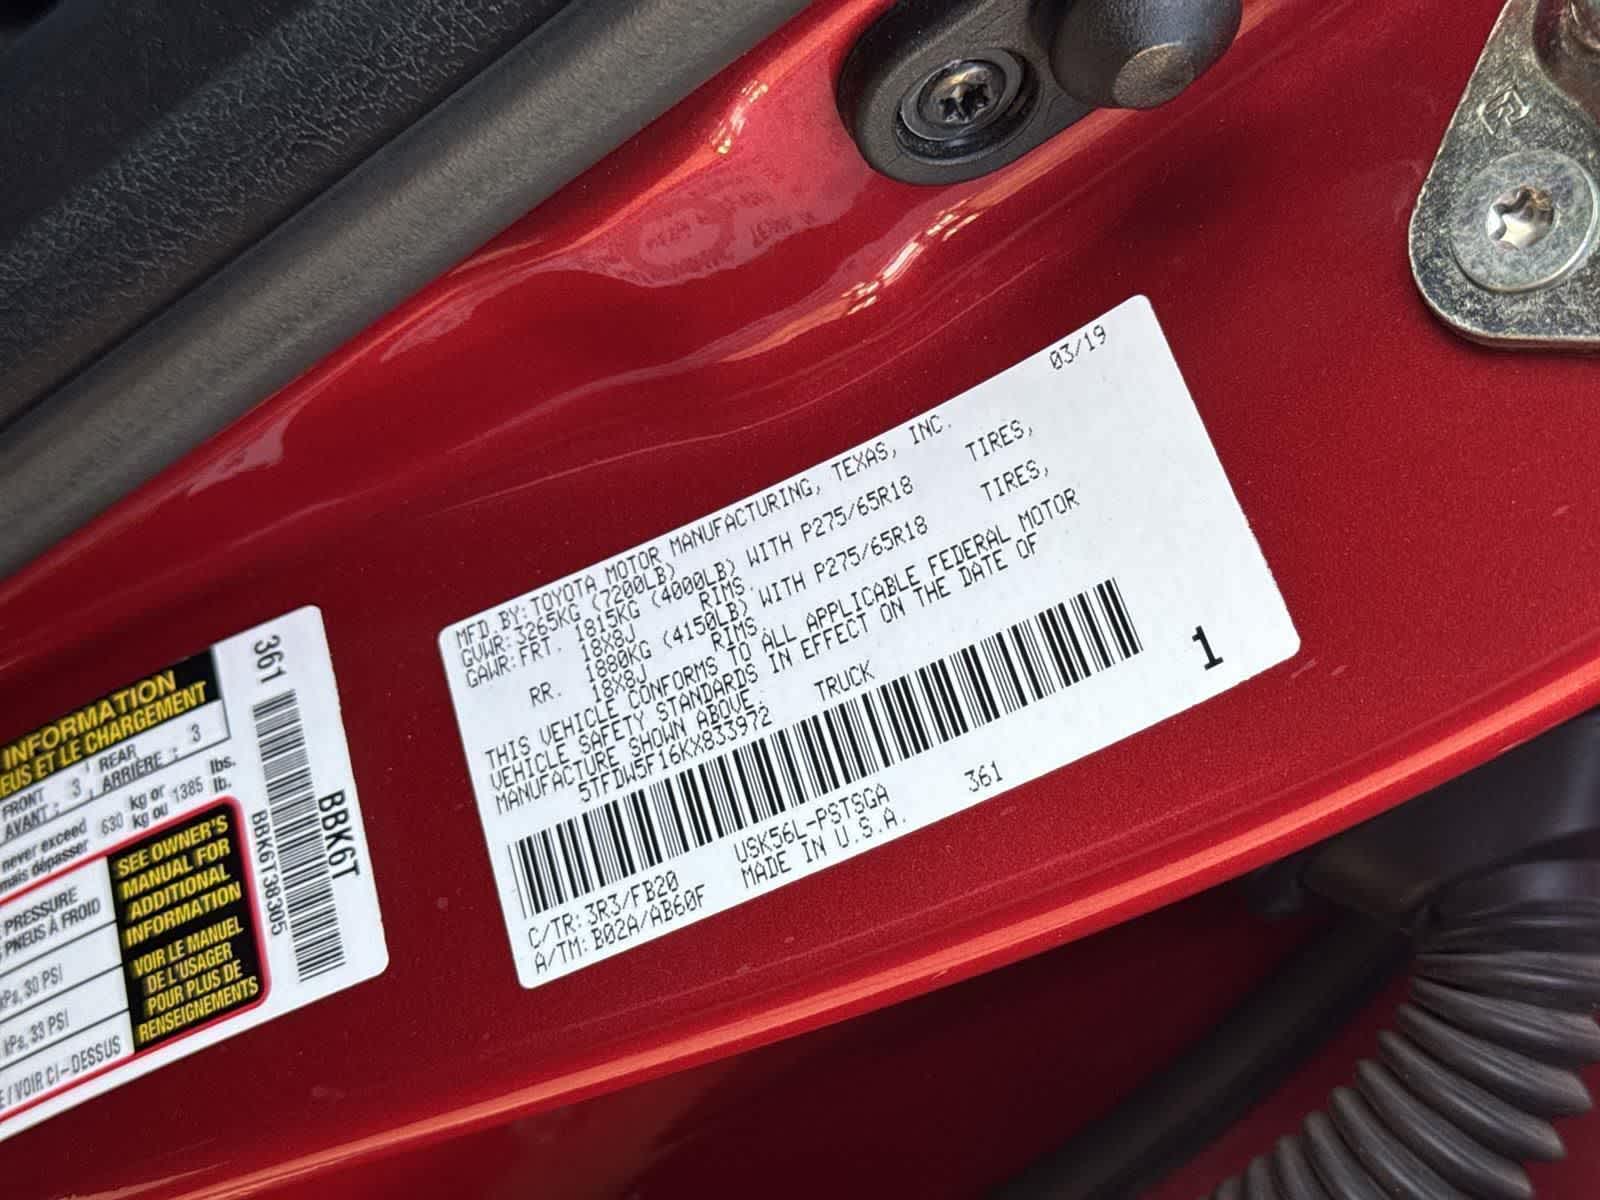 03/19
MFD. BY: TOYOTA MOTOR MANUFACTURING, TEXAS, INC.
GVWR: 3265KG (7200LB)
GAWR: FRT. 1815KG (4000LB) WITH P275/65R18 TIRES,
18X8J RIMS
RR. 1880KG (4150LB) WITH P275/65R18 TIRES,
18X8J RIMS
THIS VEHICLE CONFORMS TO ALL APPLICABLE FEDERAL MOTOR
VEHICLE SAFETY STANDARDS IN EFFECT ON THE DATE OF
MANUFACTURE SHOWN ABOVE.
5TFDW5F16KX833972 TRUCK
1
C/TR: 3R3/FB20 USK56L-PSTSGA 361
A/TM: B02A/AB60F MADE IN U.S.A.
INFORMATION
ET LE CHARGEMENT
FRONT
AVANT : 3 , REAR
ARRIÈRE : 3
never exceed
dépasser 630 kg or
kg ou 1385 lbs.
lb.
PRESSURE
PNEUS À FROID
kPa, 30 PSI
kPa, 33 PSI
/ VOIR CI-DESSUS
SEE OWNER'S
MANUAL FOR
ADDITIONAL
INFORMATION
VOIR LE MANUEL
DE L'USAGER
POUR PLUS DE
RENSEIGNEMENTS
361
BBK6T
BBK6T38305